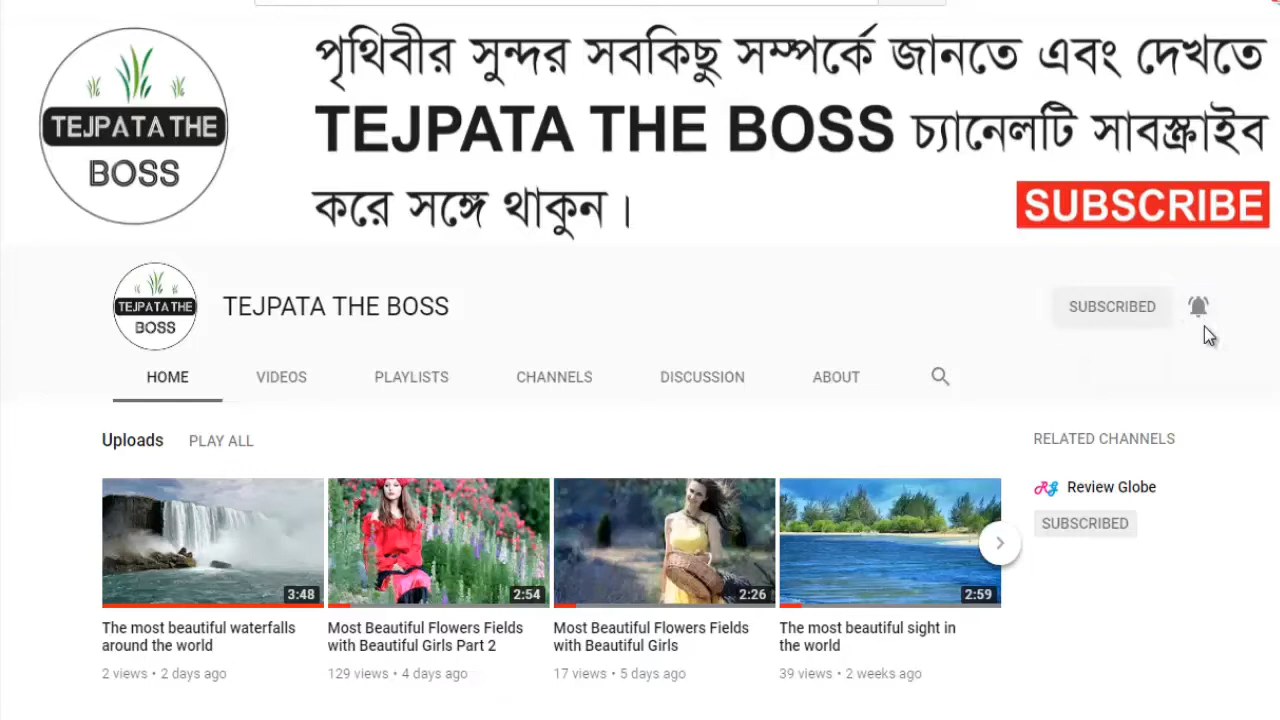 TEJPATA THE
BOSS
পৃথিবীর সুন্দর সবকিছু সম্পর্কে জানতে এবং দেখতে
TEJPATA THE BOSS চ্যানেলটি সাবস্ক্রাইব
করে সঙ্গে থাকুন।
SUBSCRIBE
TEJPATA THE
BOSS
TEJPATA THE BOSS
SUBSCRIBED
HOME VIDEOS PLAYLISTS CHANNELS DISCUSSION ABOUT
Uploads PLAY ALL
RELATED CHANNELS
RG Review Globe
SUBSCRIBED
3:48
The most beautiful waterfalls
around the world
2 views • 2 days ago
2:54
Most Beautiful Flowers Fields
with Beautiful Girls Part 2
129 views • 4 days ago
2:26
Most Beautiful Flowers Fields
with Beautiful Girls
17 views • 5 days ago
2:59
The most beautiful sight in
the world
39 views • 2 weeks ago